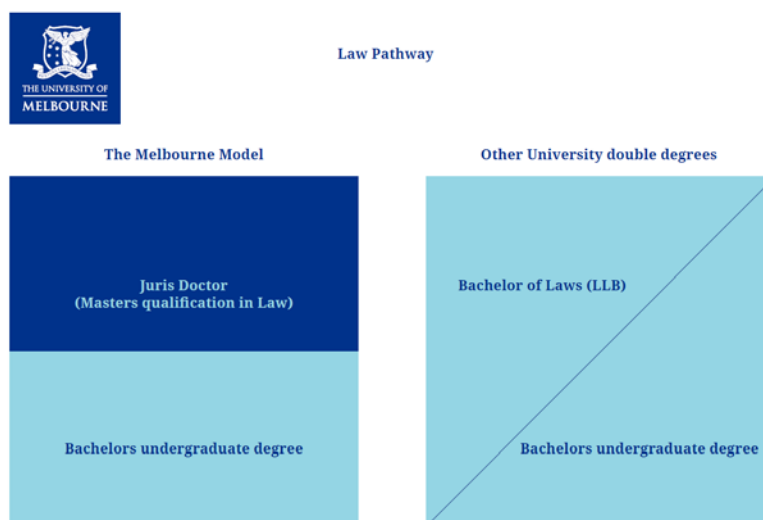 Law Pathway
THE UNIVERSITY OF
MELBOURNE
The Melbourne Model
Other University double degrees
Juris Doctor
(Masters qualification in Law)
Bachelor of Laws (LLB)
Bachelors undergraduate degree
Bachelors undergraduate degree